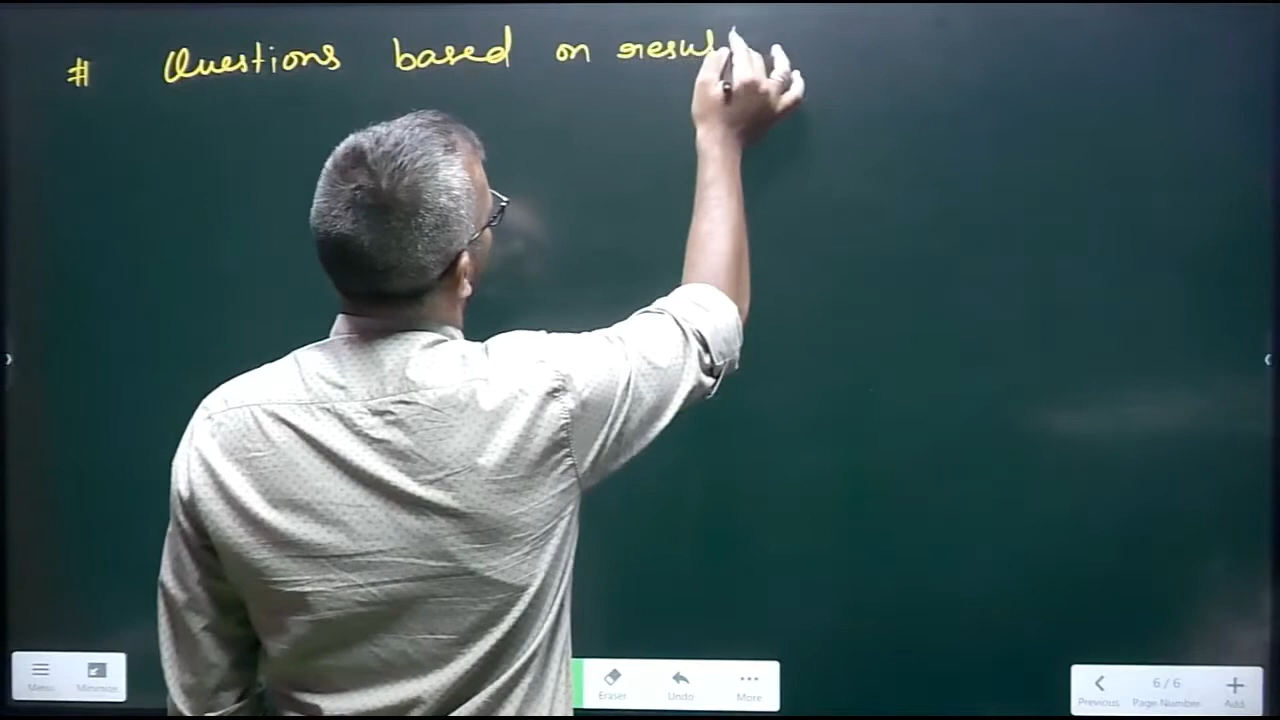 # Questions based on resul
Menu
Minimize
Eraser
Undo
More
Previous
6 / 6
Page Number
Add